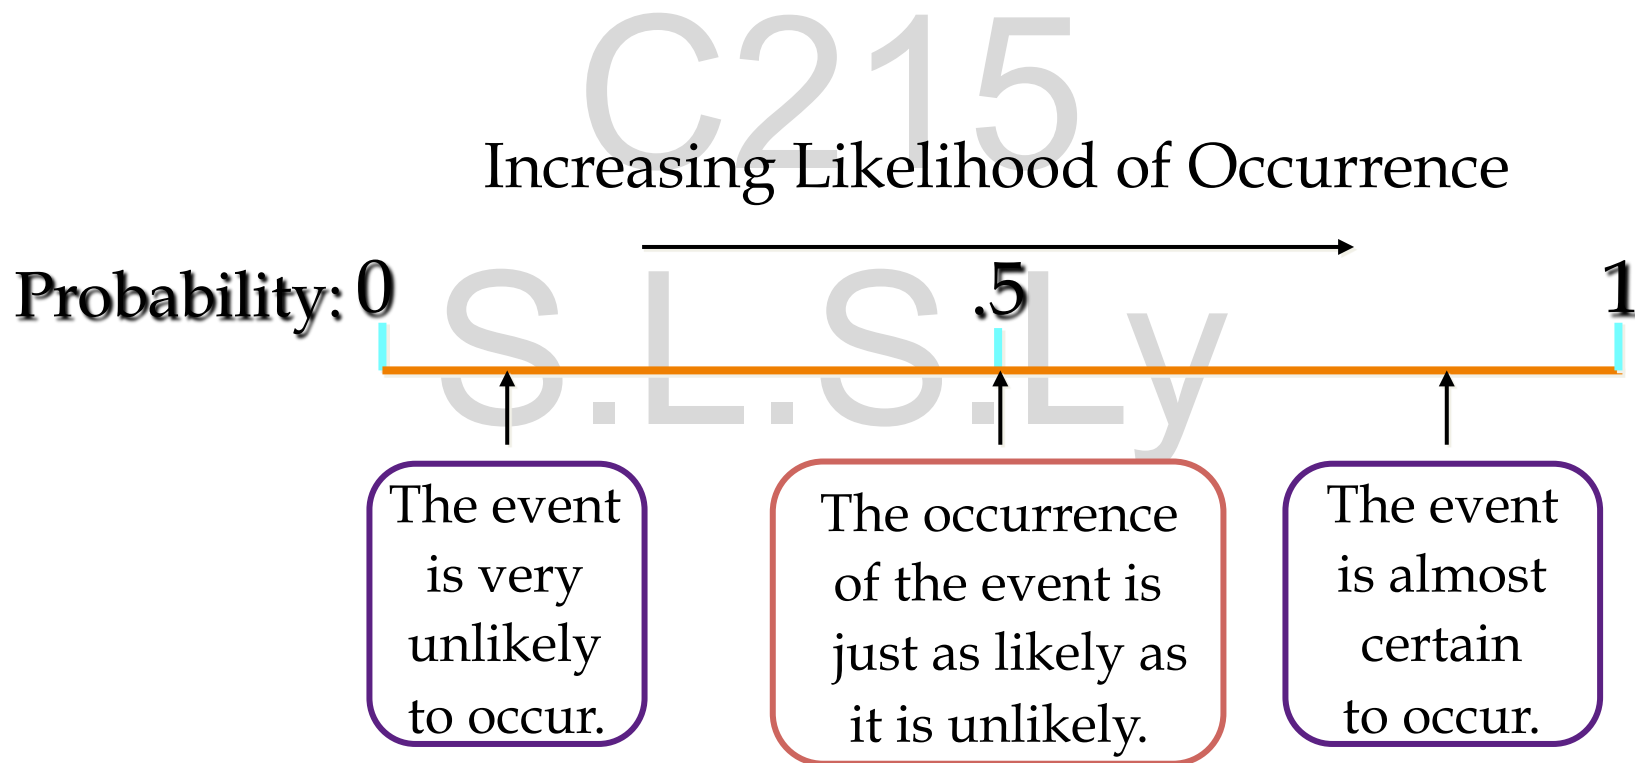 C215
Increasing Likelihood of Occurrence
Probability: 0 .5 1
S.L.S.Ly
The event
is very
unlikely
to occur.
The occurrence
of the event is
just as likely as
it is unlikely.
The event
is almost
certain
to occur.